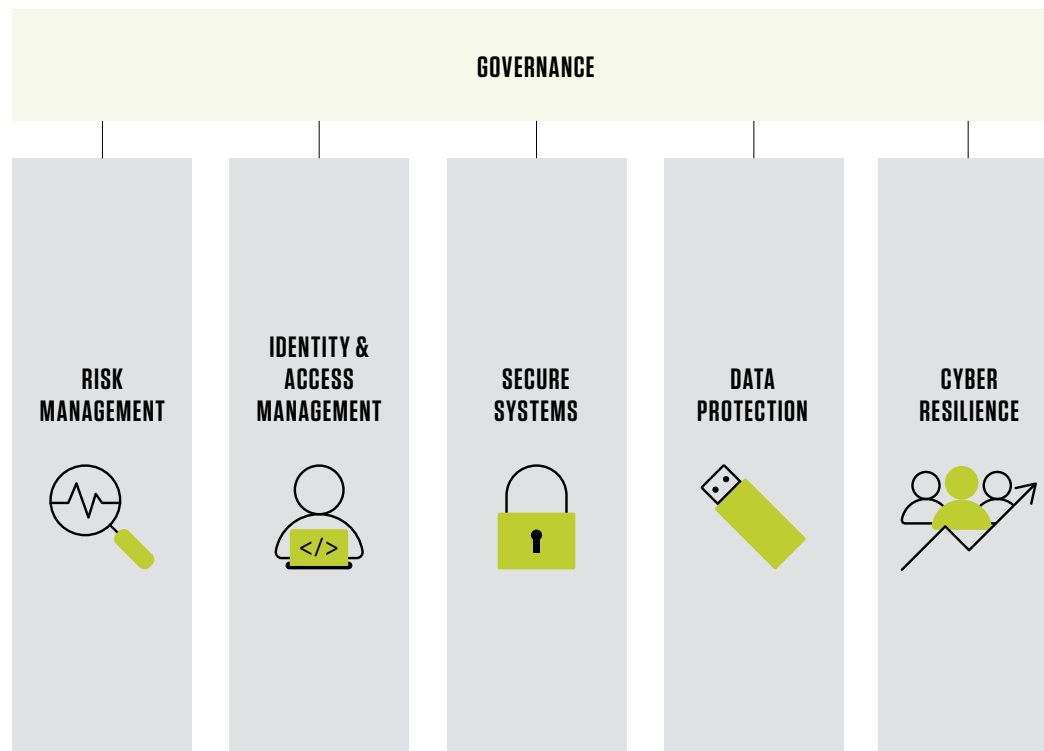 GOVERNANCE
RISK
MANAGEMENT
IDENTITY &
ACCESS
MANAGEMENT
SECURE
SYSTEMS
DATA
PROTECTION
CYBER
RESILIENCE
</>